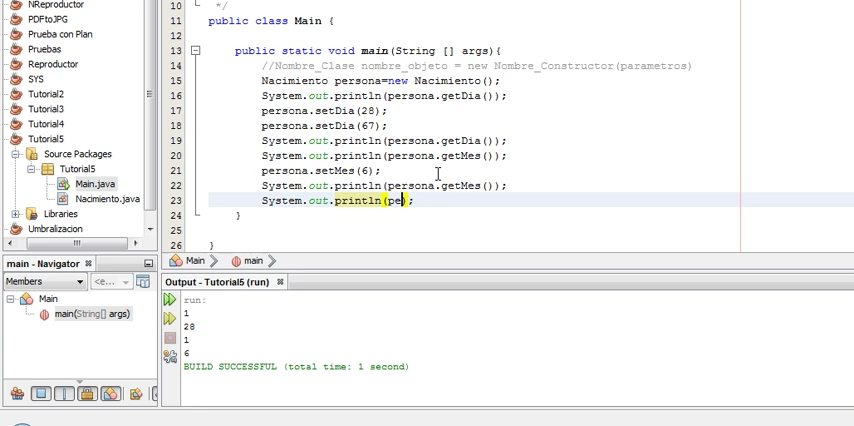 NReproductor
PDFtoJPG
Prueba con Plan
Pruebas
Reproductor
SYS
Tutorial2
Tutorial3
Tutorial4
Tutorial5
Source Packages
Tutorial5
Main.java
Nacimiento.java
Libraries
Umbralizacion
main - Navigator
Members
<e...
Main
main(String[] args)
10 */
11 public class Main {
12
13 public static void main(String [] args){
14 //Nombre_Clase nombre_objeto = new Nombre_Constructor(parametros)
15 Nacimiento persona=new Nacimiento();
16 System.out.println(persona.getDia());
17 persona.setDia(28);
18 persona.setDia(67);
19 System.out.println(persona.getDia());
20 System.out.println(persona.getMes());
21 persona.setMes(6);
22 System.out.println(persona.getMes());
23 System.out.println(pe);
24 }
25
26 }
Main main
Output - Tutorial5 (run)
run:
1
28
1
6
BUILD SUCCESSFUL (total time: 1 second)